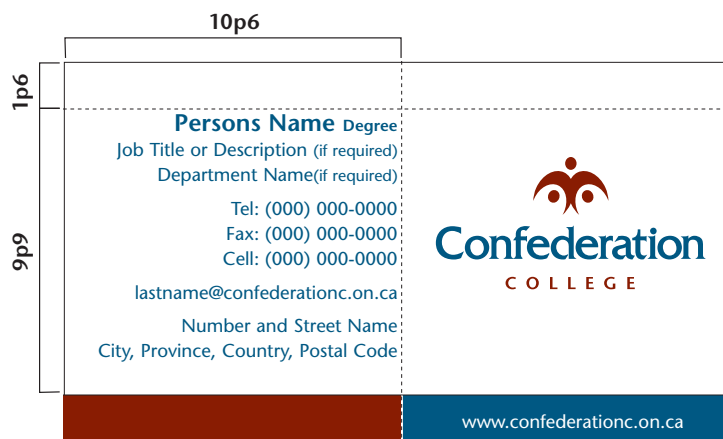 10p6
1p6
9p9
Persons Name Degree
Job Title or Description (if required)
Department Name(if required)
Tel: (000) 000-0000
Fax: (000) 000-0000
Cell: (000) 000-0000
lastname@confederationc.on.ca
Number and Street Name
City, Province, Country, Postal Code
Confederation
COLLEGE
www.confederationc.on.ca